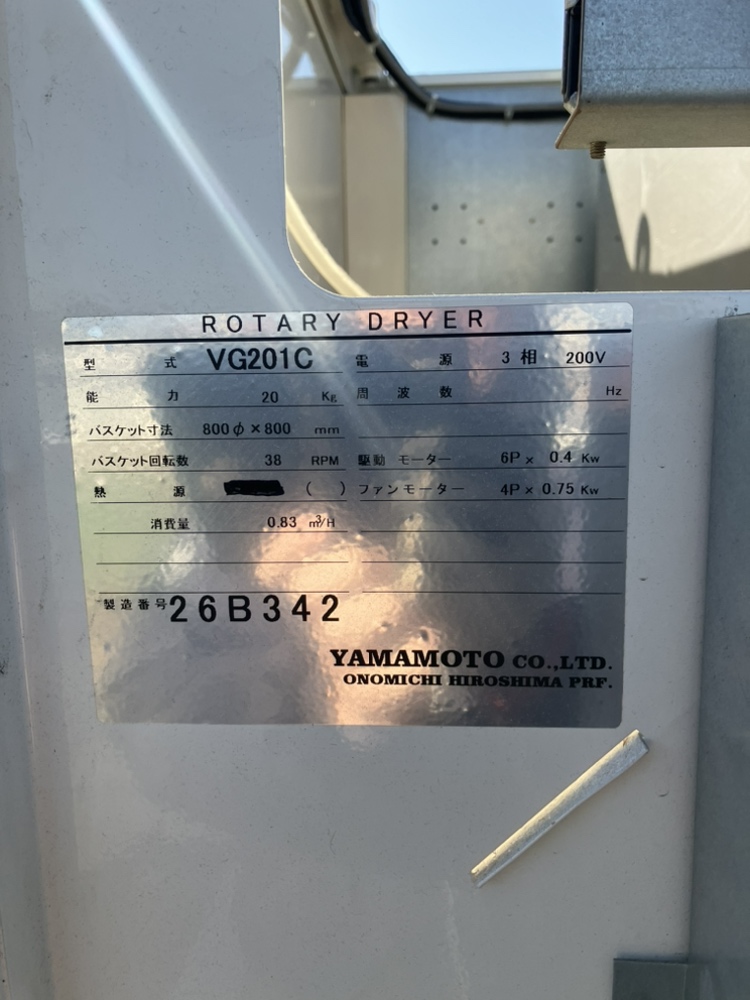 ROTARY DRYER
型 式 VG201C 電 源 3 相 200V
能 力 20 Kg 周 波 数 Hz
バスケット寸法 800φ×800 mm
バスケット回転数 38 RPM 駆動 モーター 6P× 0.4 Kw
熱 源 ( ) ファンモーター 4P× 0.75 Kw
消費量 0.83 m³/H
製造番号 26B342
YAMAMOTO CO.,LTD.
ONOMICHI HIROSHIMA PRF.